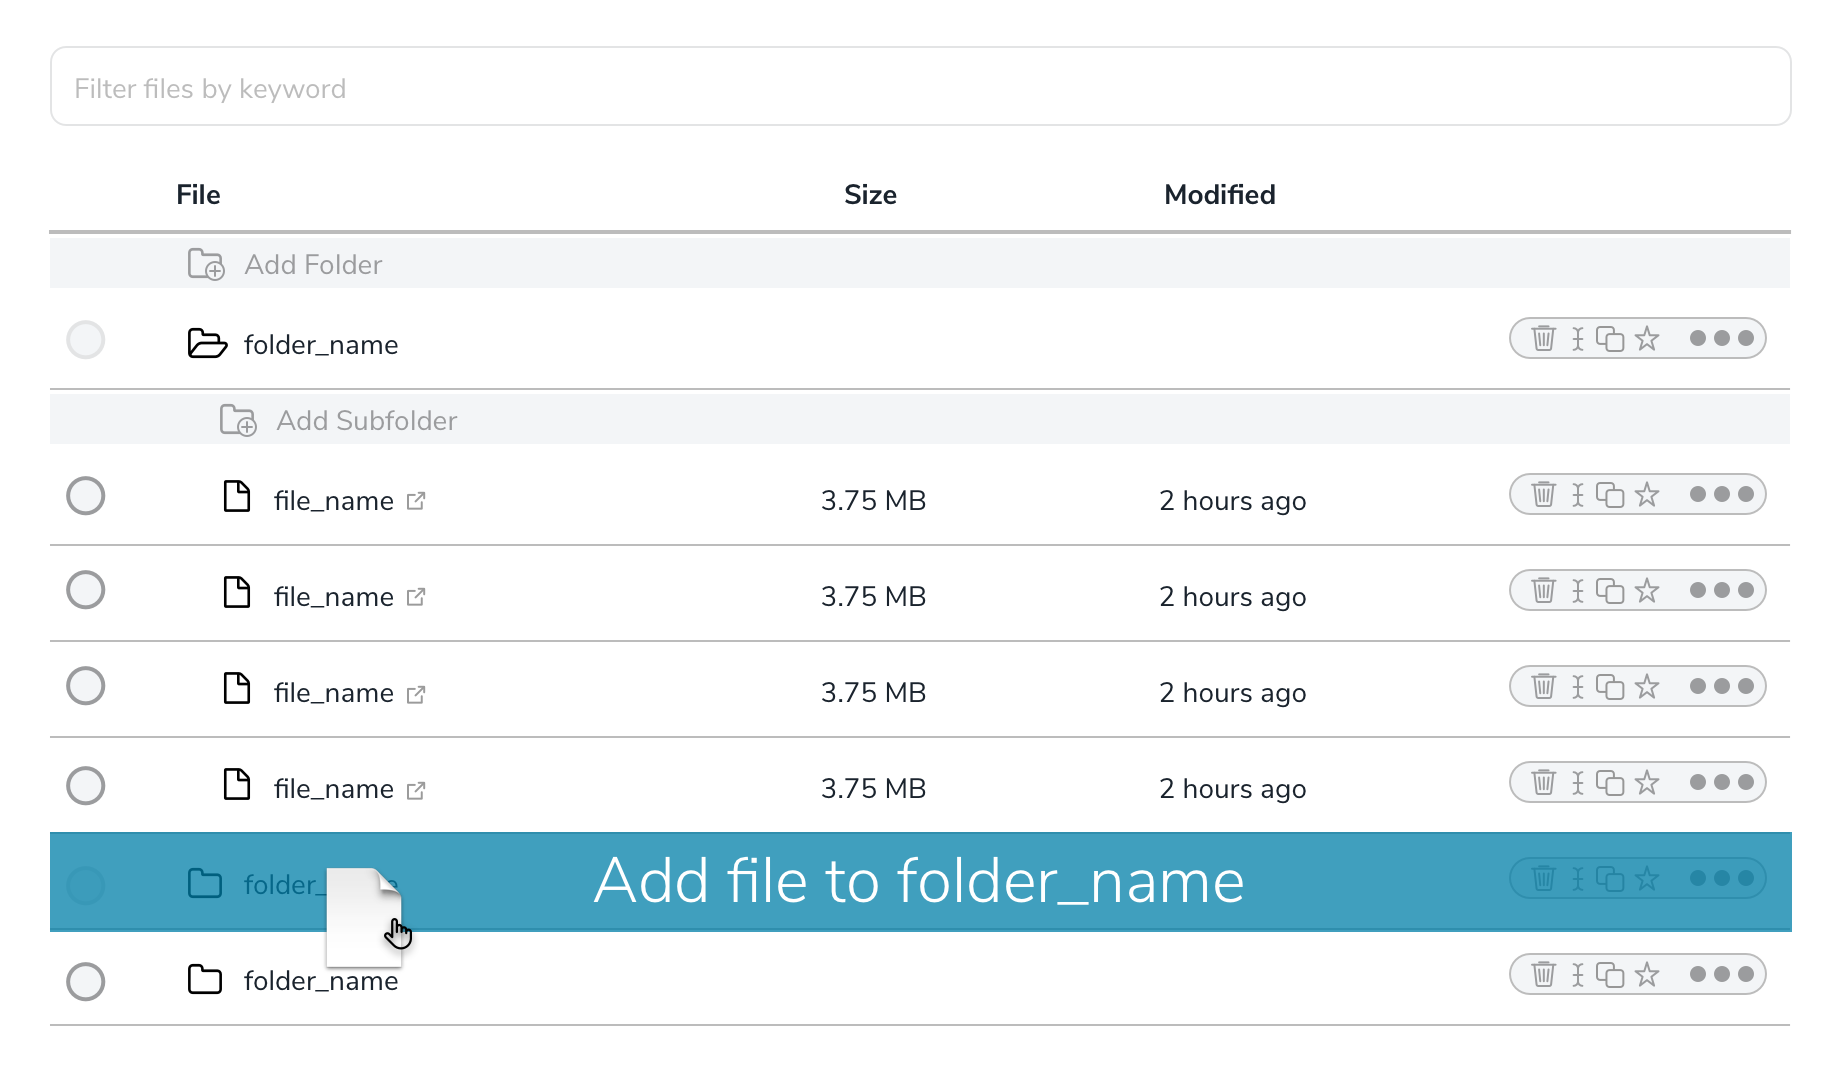 Filter files by keyword
File Size Modified
Add Folder
folder_name
Add Subfolder
file_name 3.75 MB 2 hours ago
file_name 3.75 MB 2 hours ago
file_name 3.75 MB 2 hours ago
file_name 3.75 MB 2 hours ago
Add file to folder_name
folder_name